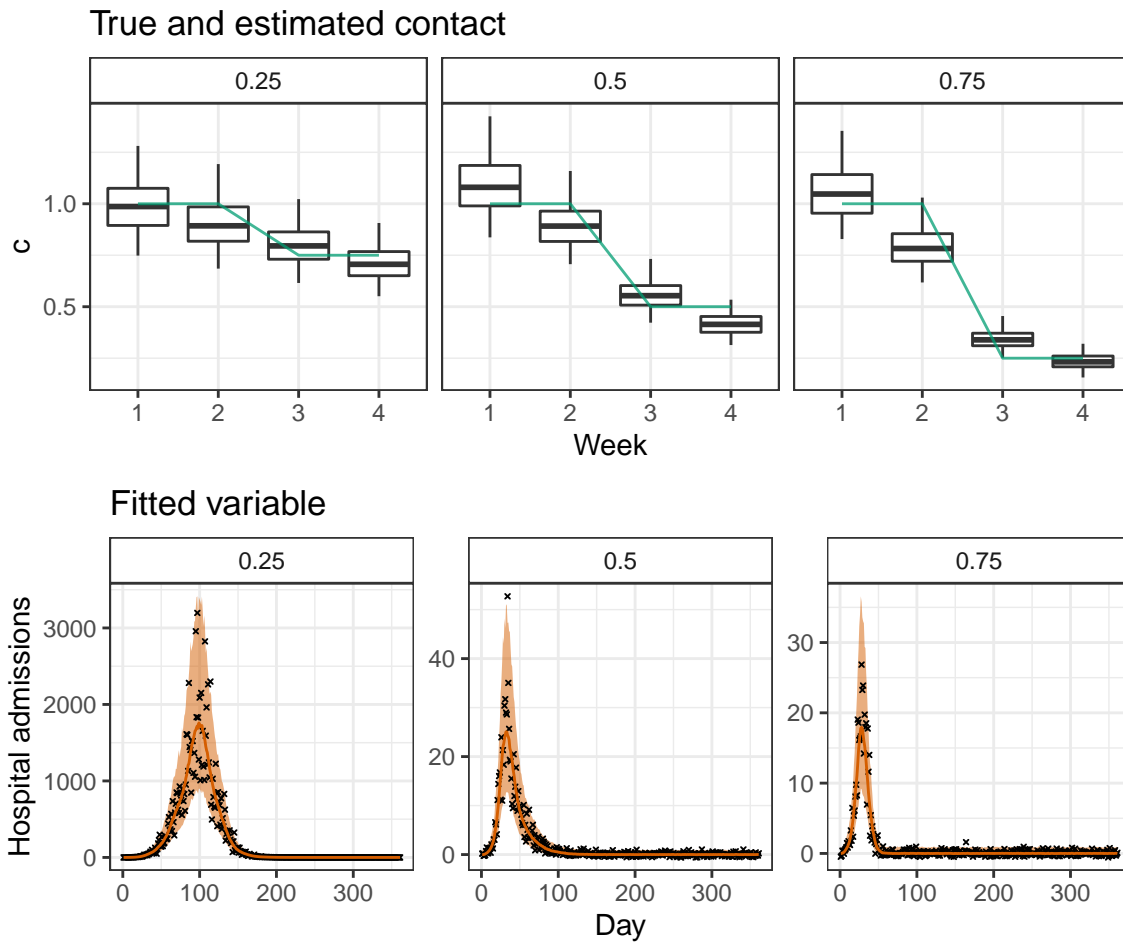 True and estimated contact
0.25 0.5 0.75
c
1.0
0.5
1 2 3 4 1 2 3 4 1 2 3 4
Week
Fitted variable
0.25 0.5 0.75
Hospital admissions
3000
2000
1000
0
40
20
0
30
20
10
0
0 100 200 300 0 100 200 300 0 100 200 300
Day